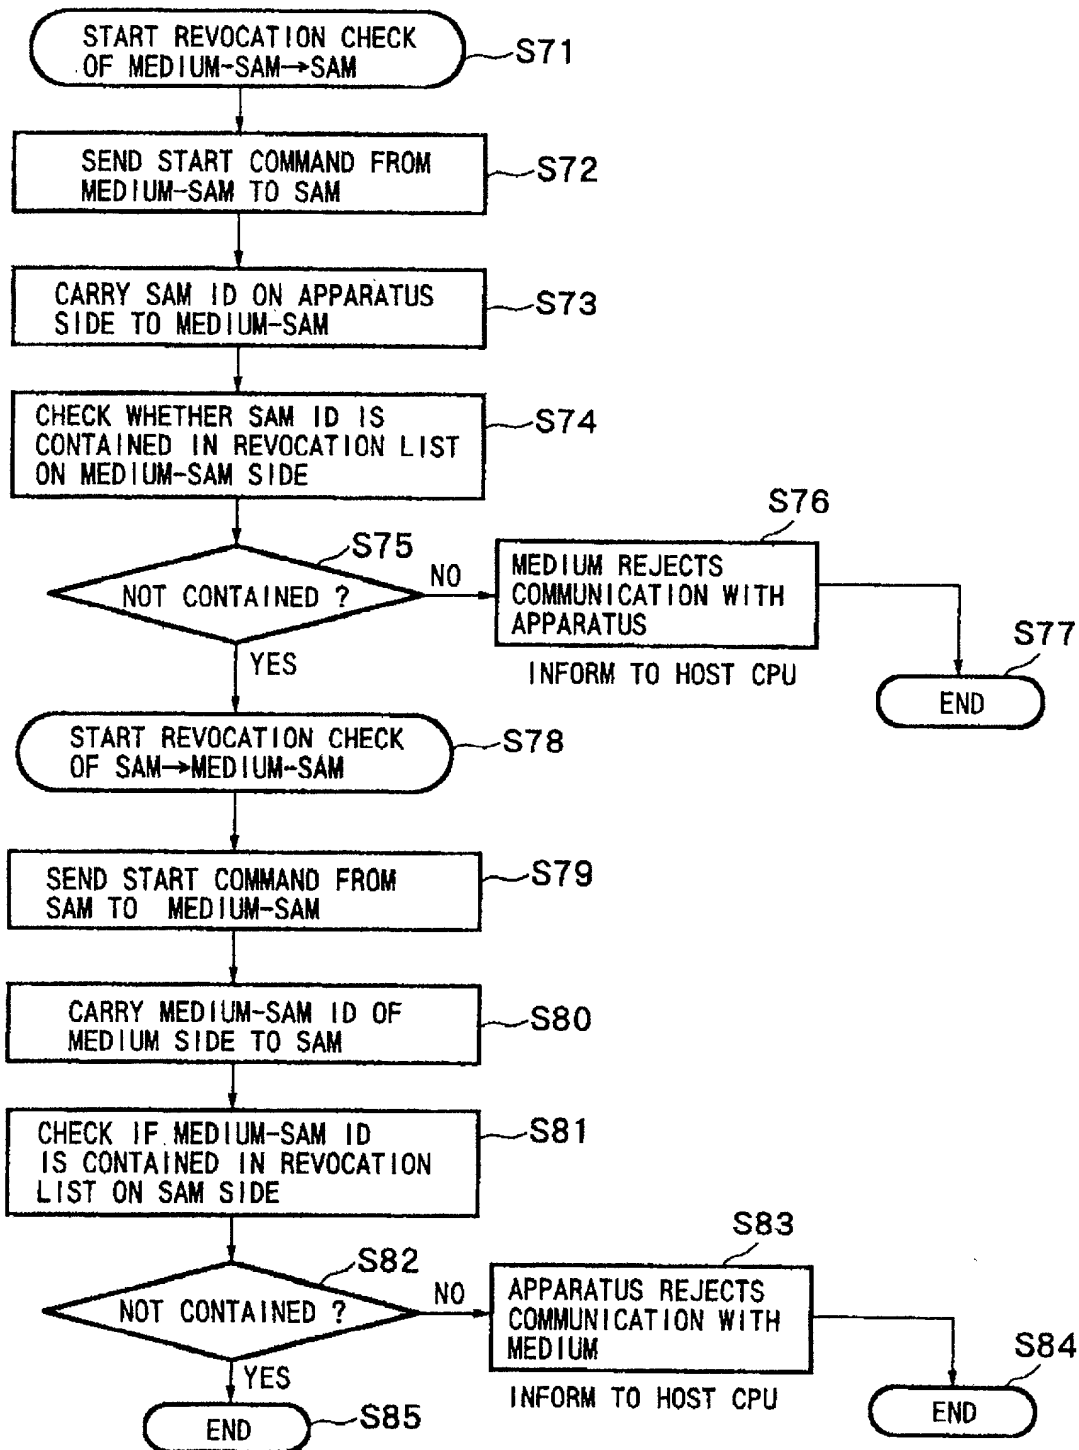 START REVOCATION CHECK
OF MEDIUM-SAM→SAM
S71
SEND START COMMAND FROM
MEDIUM-SAM TO SAM
S72
CARRY SAM ID ON APPARATUS
SIDE TO MEDIUM-SAM
S73
CHECK WHETHER SAM ID IS
CONTAINED IN REVOCATION LIST
ON MEDIUM-SAM SIDE
S74
S75
NOT CONTAINED ?
NO
YES
S76
MEDIUM REJECTS
COMMUNICATION WITH
APPARATUS
INFORM TO HOST CPU
S77
END
START REVOCATION CHECK
OF SAM→MEDIUM-SAM
S78
SEND START COMMAND FROM
SAM TO MEDIUM-SAM
S79
CARRY MEDIUM-SAM ID OF
MEDIUM SIDE TO SAM
S80
CHECK IF MEDIUM-SAM ID
IS CONTAINED IN REVOCATION
LIST ON SAM SIDE
S81
S82
NOT CONTAINED ?
NO
YES
S83
APPARATUS REJECTS
COMMUNICATION WITH
MEDIUM
INFORM TO HOST CPU
S84
END
END
S85